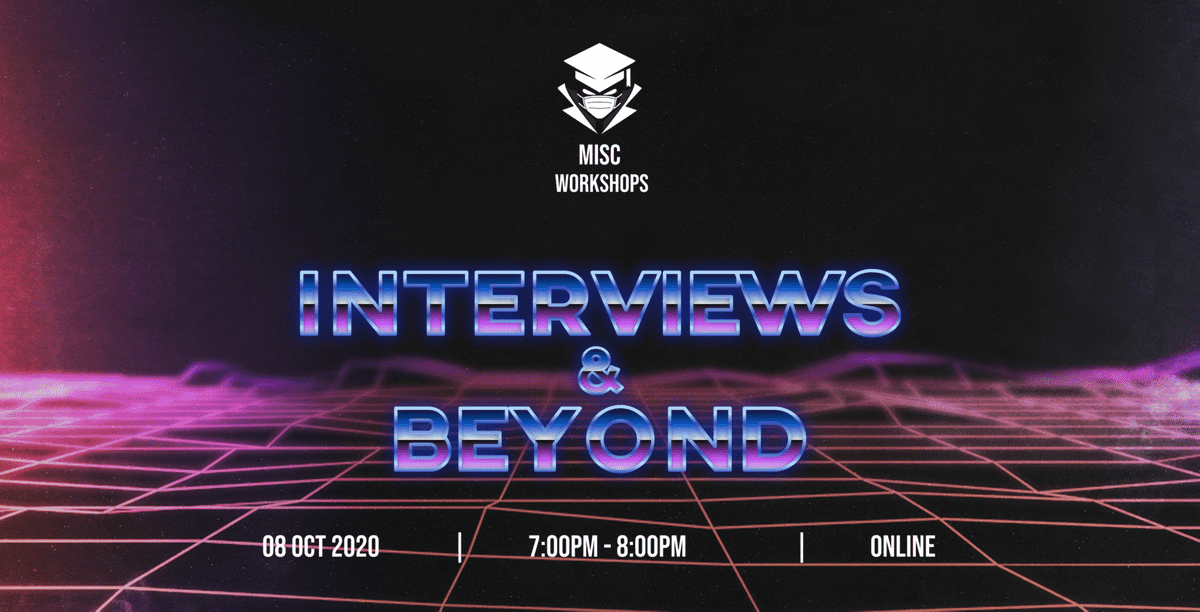 MISC
WORKSHOPS
INTERVIEWS
&
BEYOND
08 OCT 2020 | 7:00PM - 8:00PM | ONLINE